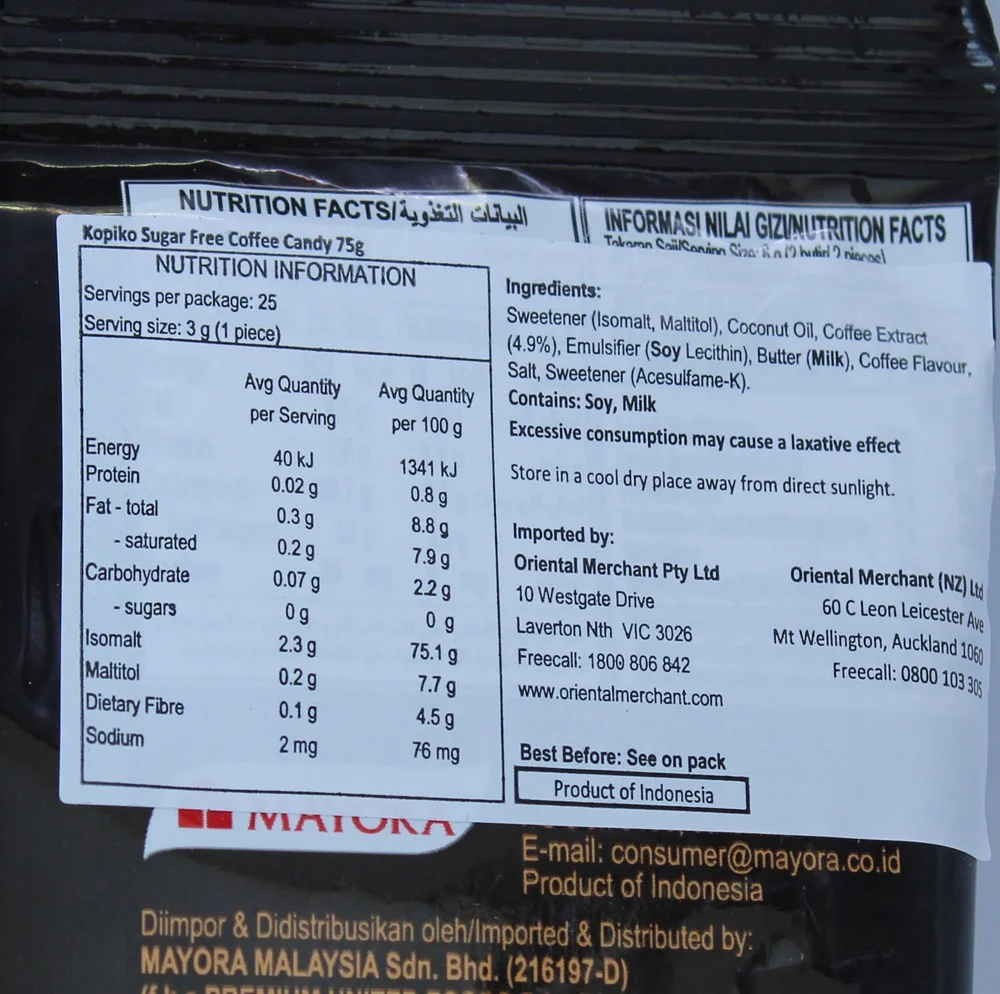 NUTRITION FACTS/البيانات التغذوية
INFORMASI NILAI GIZI/NUTRITION FACTS
Kopiko Sugar Free Coffee Candy 75g
NUTRITION INFORMATION
Servings per package: 25
Serving size: 3 g (1 piece)
Avg Quantity per Serving Avg Quantity per 100 g
Energy 40 kJ 1341 kJ
Protein 0.02 g 0.8 g
Fat - total 0.3 g 8.8 g
- saturated 0.2 g 7.9 g
Carbohydrate 0.07 g 2.2 g
- sugars 0 g 0 g
Isomalt 2.3 g 75.1 g
Maltitol 0.2 g 7.7 g
Dietary Fibre 0.1 g 4.5 g
Sodium 2 mg 76 mg
Ingredients:
Sweetener (Isomalt, Maltitol), Coconut Oil, Coffee Extract
(4.9%), Emulsifier (Soy Lecithin), Butter (Milk), Coffee Flavour,
Salt, Sweetener (Acesulfame-K).
Contains: Soy, Milk
Excessive consumption may cause a laxative effect
Store in a cool dry place away from direct sunlight.
Imported by:
Oriental Merchant Pty Ltd
10 Westgate Drive
Laverton Nth VIC 3026
Freecall: 1800 806 842
www.orientalmerchant.com
Oriental Merchant (NZ) Ltd
60 C Leon Leicester Ave
Mt Wellington, Auckland 1060
Freecall: 0800 103 305
Best Before: See on pack
Product of Indonesia
MAYORA
E-mail: consumer@mayora.co.id
Product of Indonesia
Diimpor & Didistribusikan oleh/Imported & Distributed by:
MAYORA MALAYSIA Sdn. Bhd. (216197-D)